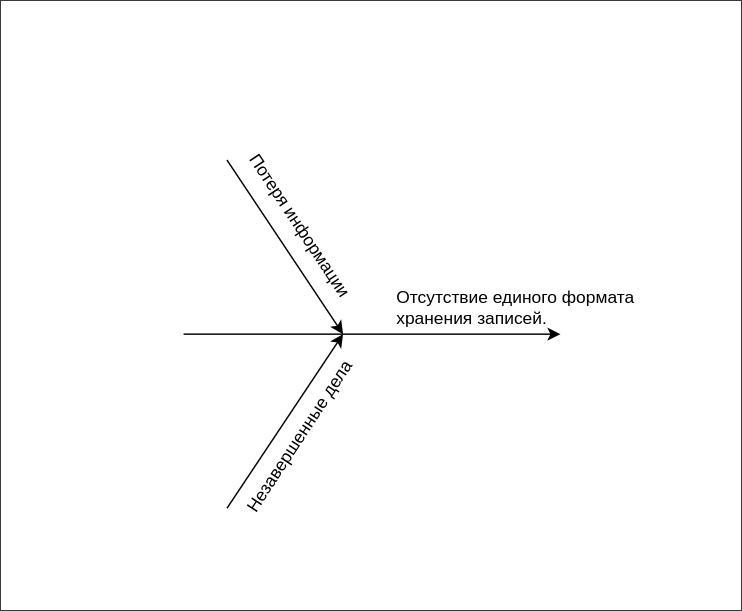 Потеря информации
Отсутствие единого формата
хранения записей.
Незавершенные дела